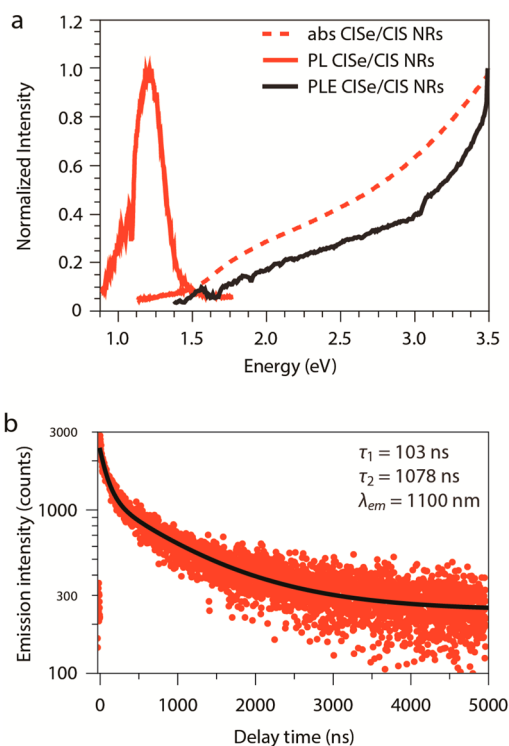 a
abs CISe/CIS NRs
PL CISe/CIS NRs
PLE CISe/CIS NRs
Normalized Intensity
1.2
1.0
0.8
0.6
0.4
0.2
0
1.0 1.5 2.0 2.5 3.0 3.5
Energy (eV)
b
τ1 = 103 ns
τ2 = 1078 ns
λem = 1100 nm
Emission intensity (counts)
3000
1000
300
100
0 1000 2000 3000 4000 5000
Delay time (ns)